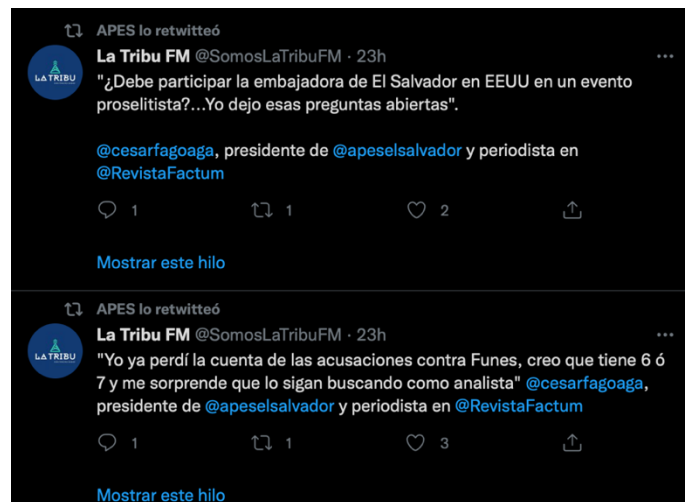 APES lo retwitteó
La Tribu FM @SomosLaTribuFM · 23h
LA TRIBU
"¿Debe participar la embajadora de El Salvador en EEUU en un evento
proselitista?...Yo dejo esas preguntas abiertas".
@cesarfagoaga, presidente de @apeselsalvador y periodista en
@RevistaFactum
1 1 2
Mostrar este hilo
APES lo retwitteó
La Tribu FM @SomosLaTribuFM · 23h
LA TRIBU
"Yo ya perdí la cuenta de las acusaciones contra Funes, creo que tiene 6 ó
7 y me sorprende que lo sigan buscando como analista" @cesarfagoaga,
presidente de @apeselsalvador y periodista en @RevistaFactum
1 1 3
Mostrar este hilo